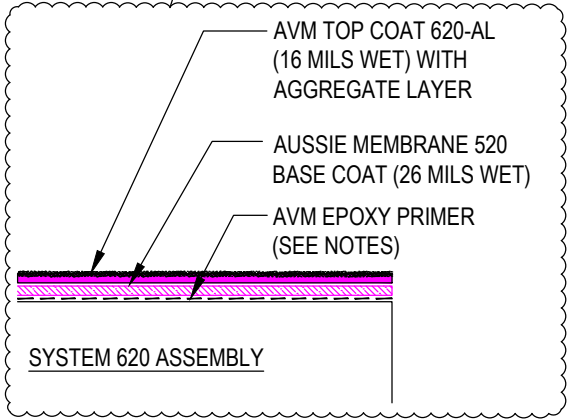 AVM TOP COAT 620-AL
(16 MILS WET) WITH
AGGREGATE LAYER
AUSSIE MEMBRANE 520
BASE COAT (26 MILS WET)
AVM EPOXY PRIMER
(SEE NOTES)
SYSTEM 620 ASSEMBLY